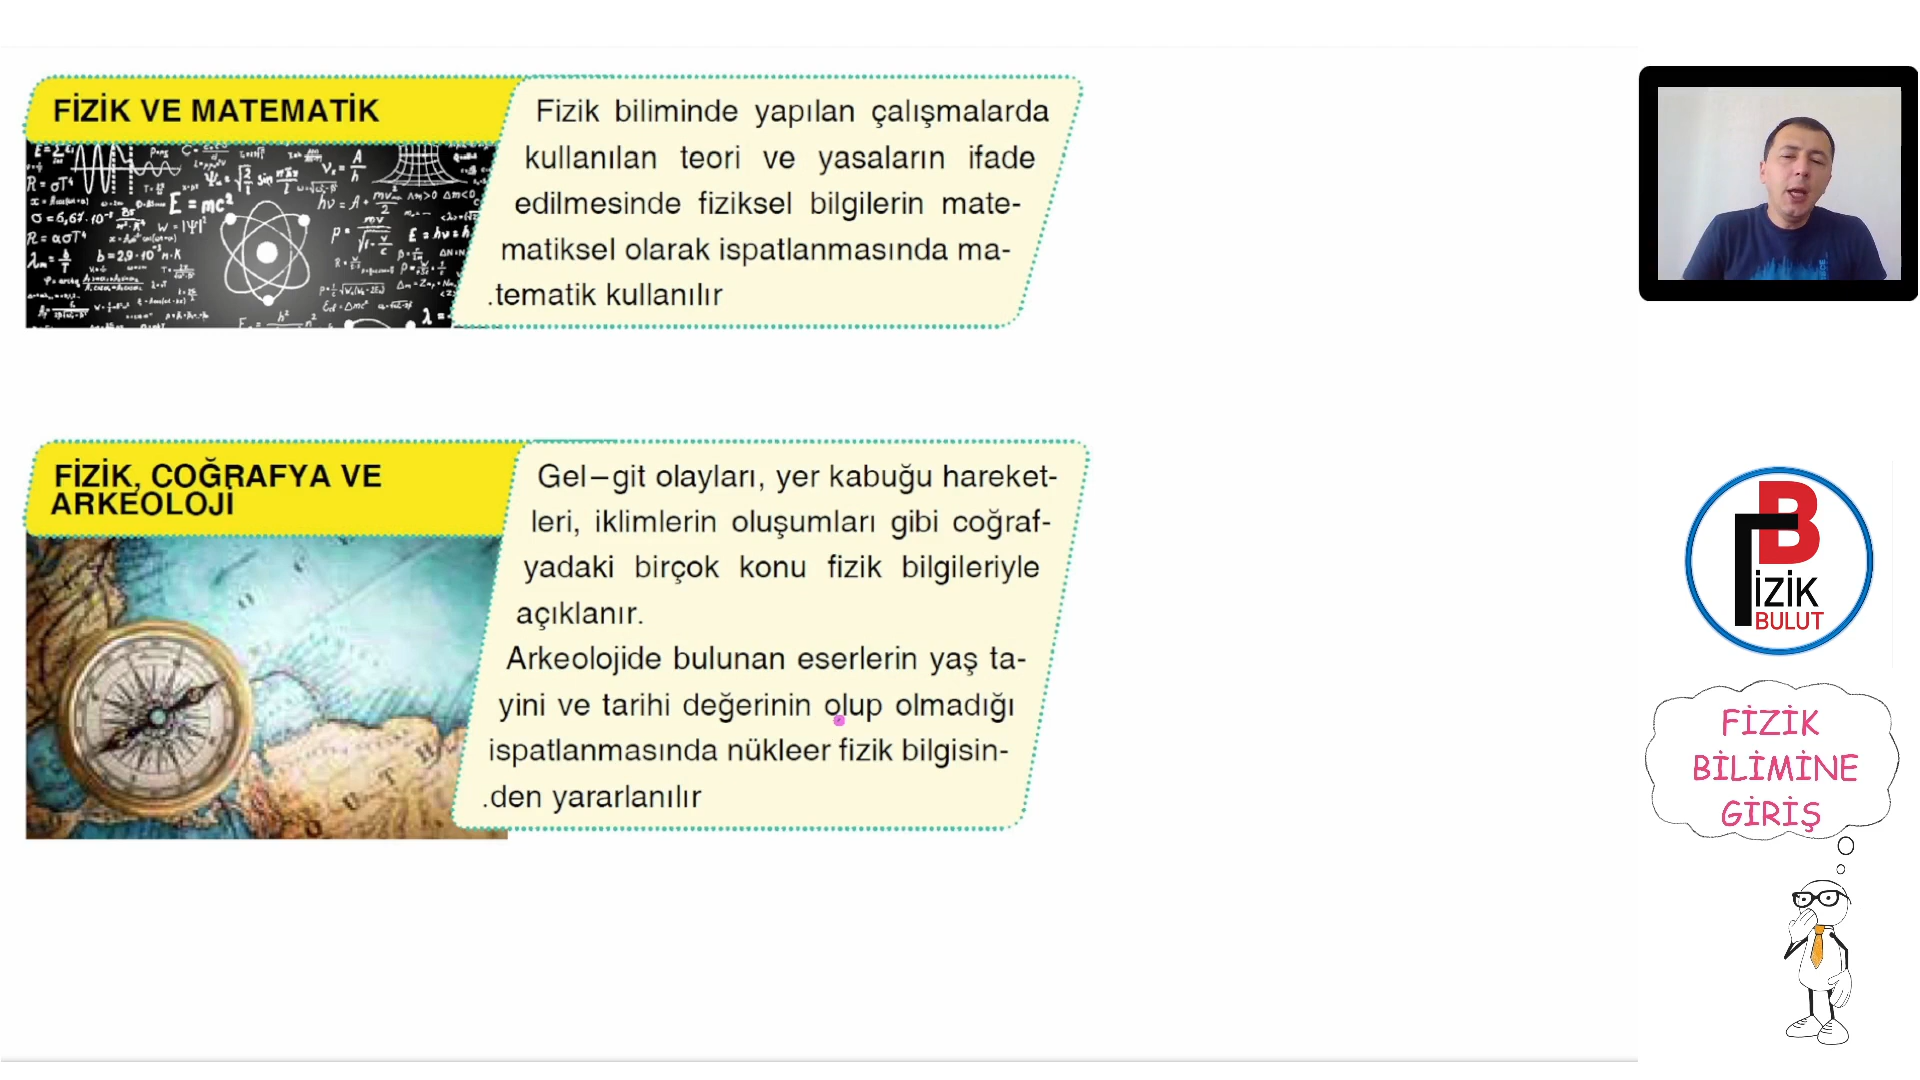 FİZİK VE MATEMATİK
Fizik biliminde yapılan çalışmalarda
kullanılan teori ve yasaların ifade
edilmesinde fiziksel bilgilerin mate-
matiksel olarak ispatlanmasında ma-
.tematik kullanılır
E=mc²
FİZİK, COĞRAFYA VE
ARKEOLOJİ
Gel–git olayları, yer kabuğu hareket-
leri, iklimlerin oluşumları gibi coğraf-
yadaki birçok konu fizik bilgileriyle
açıklanır.
Arkeolojide bulunan eserlerin yaş ta-
yini ve tarihi değerinin olup olmadığı
ispatlanmasında nükleer fizik bilgisin-
.den yararlanılır
B
FİZİK
BULUT
FİZİK
BİLİMİNE
GİRİŞ